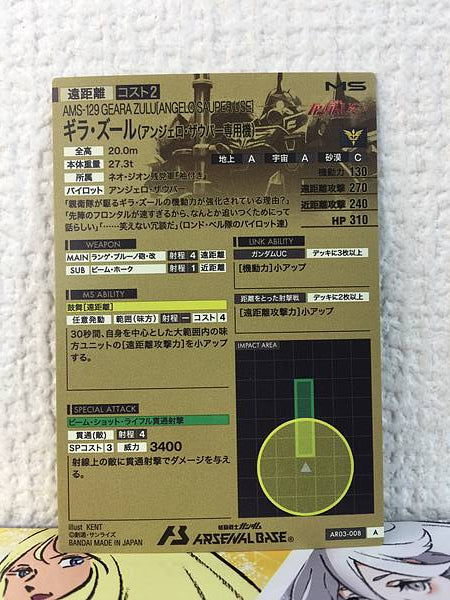 遠距離 コスト2
MS
AMS-129 GEARA ZULU[ANGELO SAUPER USE]
ギラ・ズール(アンジェロ・ザウパー専用機)
全高 20.0m
本体重量 27.3t
地上 A 宇宙 A 砂漠 C
所属 ネオ・ジオン残党軍「袖付き」
機動力 130
パイロット アンジェロ・ザウパー
遠距離攻撃 270
「親衛隊が駆るギラ・ズールの機動力が強化されている理由？」
近距離攻撃 240
「先陣のフロンタルが速すぎるから、なんとか追いつくためにって
話らしい」「……笑えない冗談だ」(ロンド・ベル隊のパイロット達)
HP 310
WEAPON
MAIN ランゲ・ブルーノ砲・改 射程 4 遠距離
SUB ビーム・ホーク 射程 1 近距離
LINK ABILITY
ガンダムUC デッキに3枚以上
[機動力]小アップ
距離をとった射撃戦 デッキに2枚以上
[遠距離攻撃力]小アップ
MS ABILITY
鼓舞[遠距離]
任意発動 範囲(味方) 射程 ー コスト 4
30秒間、自身を中心とした大範囲内の味
方ユニットの[遠距離攻撃力]を小アップ
する。
IMPACT AREA
SPECIAL ATTACK
ビーム・ショット・ライフル貫通射撃
貫通(敵) 射程 4
SPコスト 3 威力 3400
射線上の敵に貫通射撃でダメージを与え
る。
Illust KENT
©創通・サンライズ
BANDAI MADE IN JAPAN
機動戦士ガンダム
ARSENAL BASE®
AR03-008 A